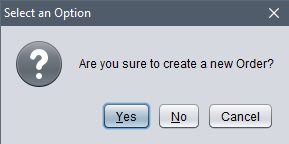 Select an Option
Are you sure to create a new Order?
Yes No Cancel